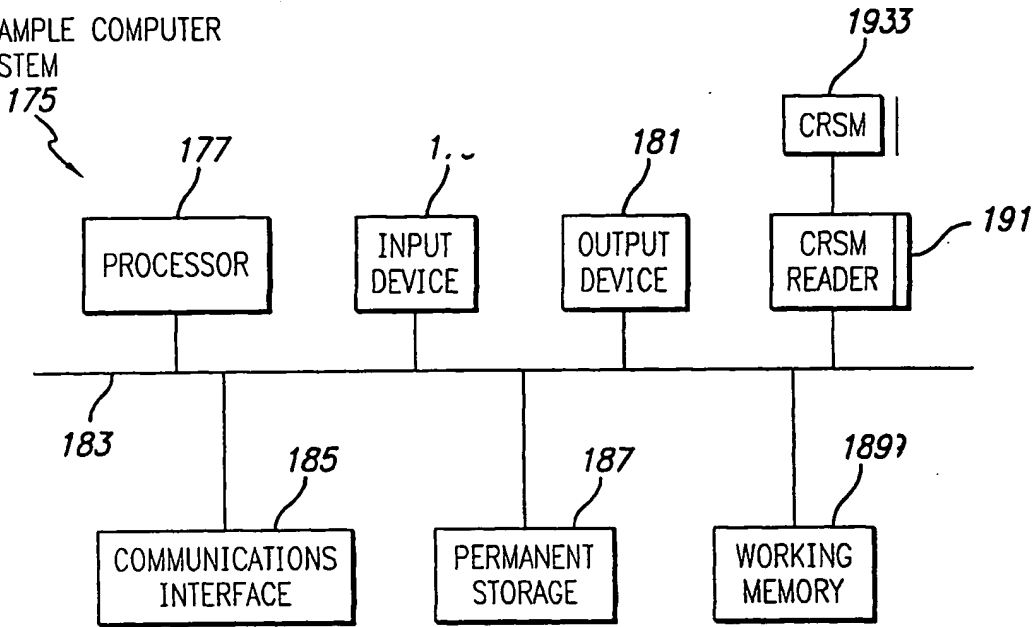 AMPLE COMPUTER
STEM
175
1933
177
181
CRSM
PROCESSOR
INPUT
DEVICE
OUTPUT
DEVICE
CRSM
READER
191
183
185
187
189
COMMUNICATIONS
INTERFACE
PERMANENT
STORAGE
WORKING
MEMORY